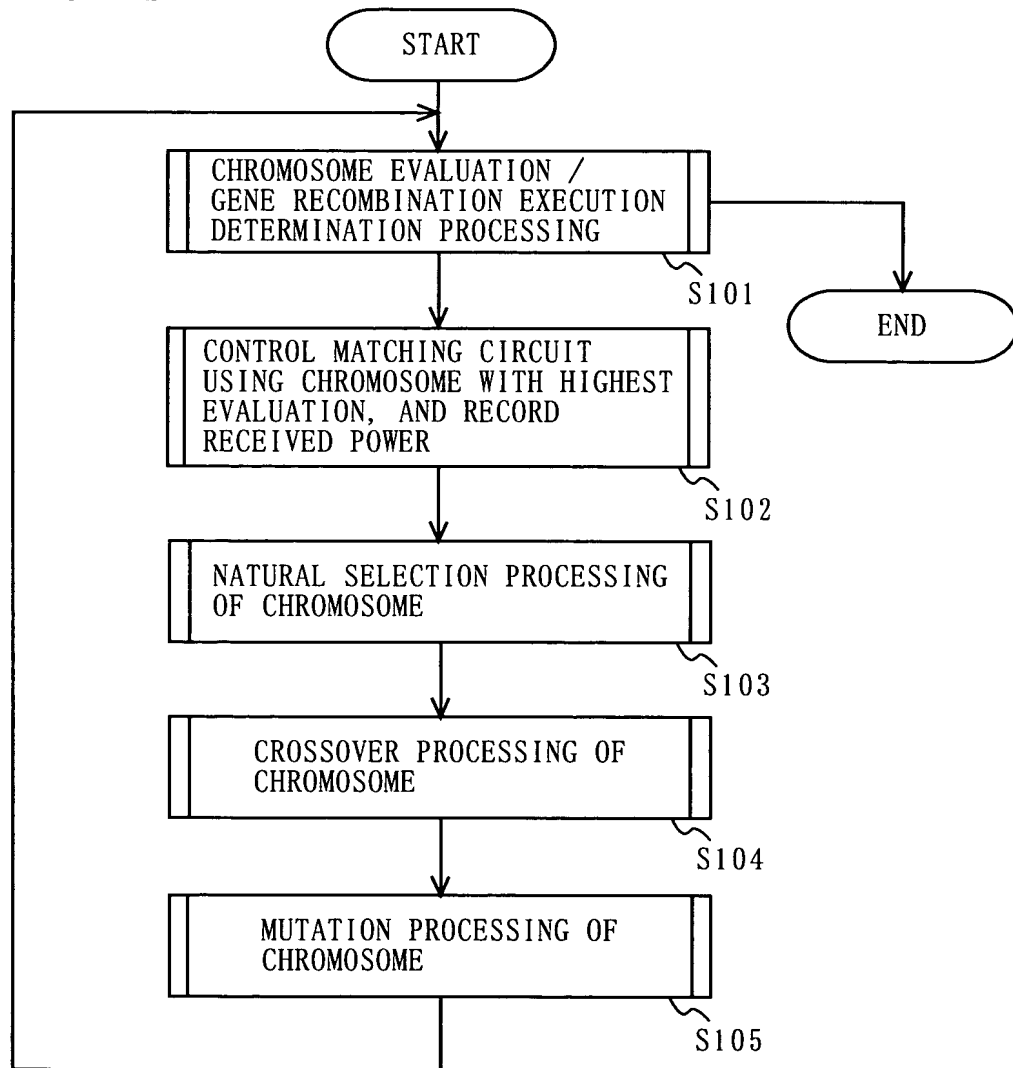 START
CHROMOSOME EVALUATION /
GENE RECOMBINATION EXECUTION
DETERMINATION PROCESSING
S101
END
CONTROL MATCHING CIRCUIT
USING CHROMOSOME WITH HIGHEST
EVALUATION, AND RECORD
RECEIVED POWER
S102
NATURAL SELECTION PROCESSING
OF CHROMOSOME
S103
CROSSOVER PROCESSING OF
CHROMOSOME
S104
MUTATION PROCESSING OF
CHROMOSOME
S105